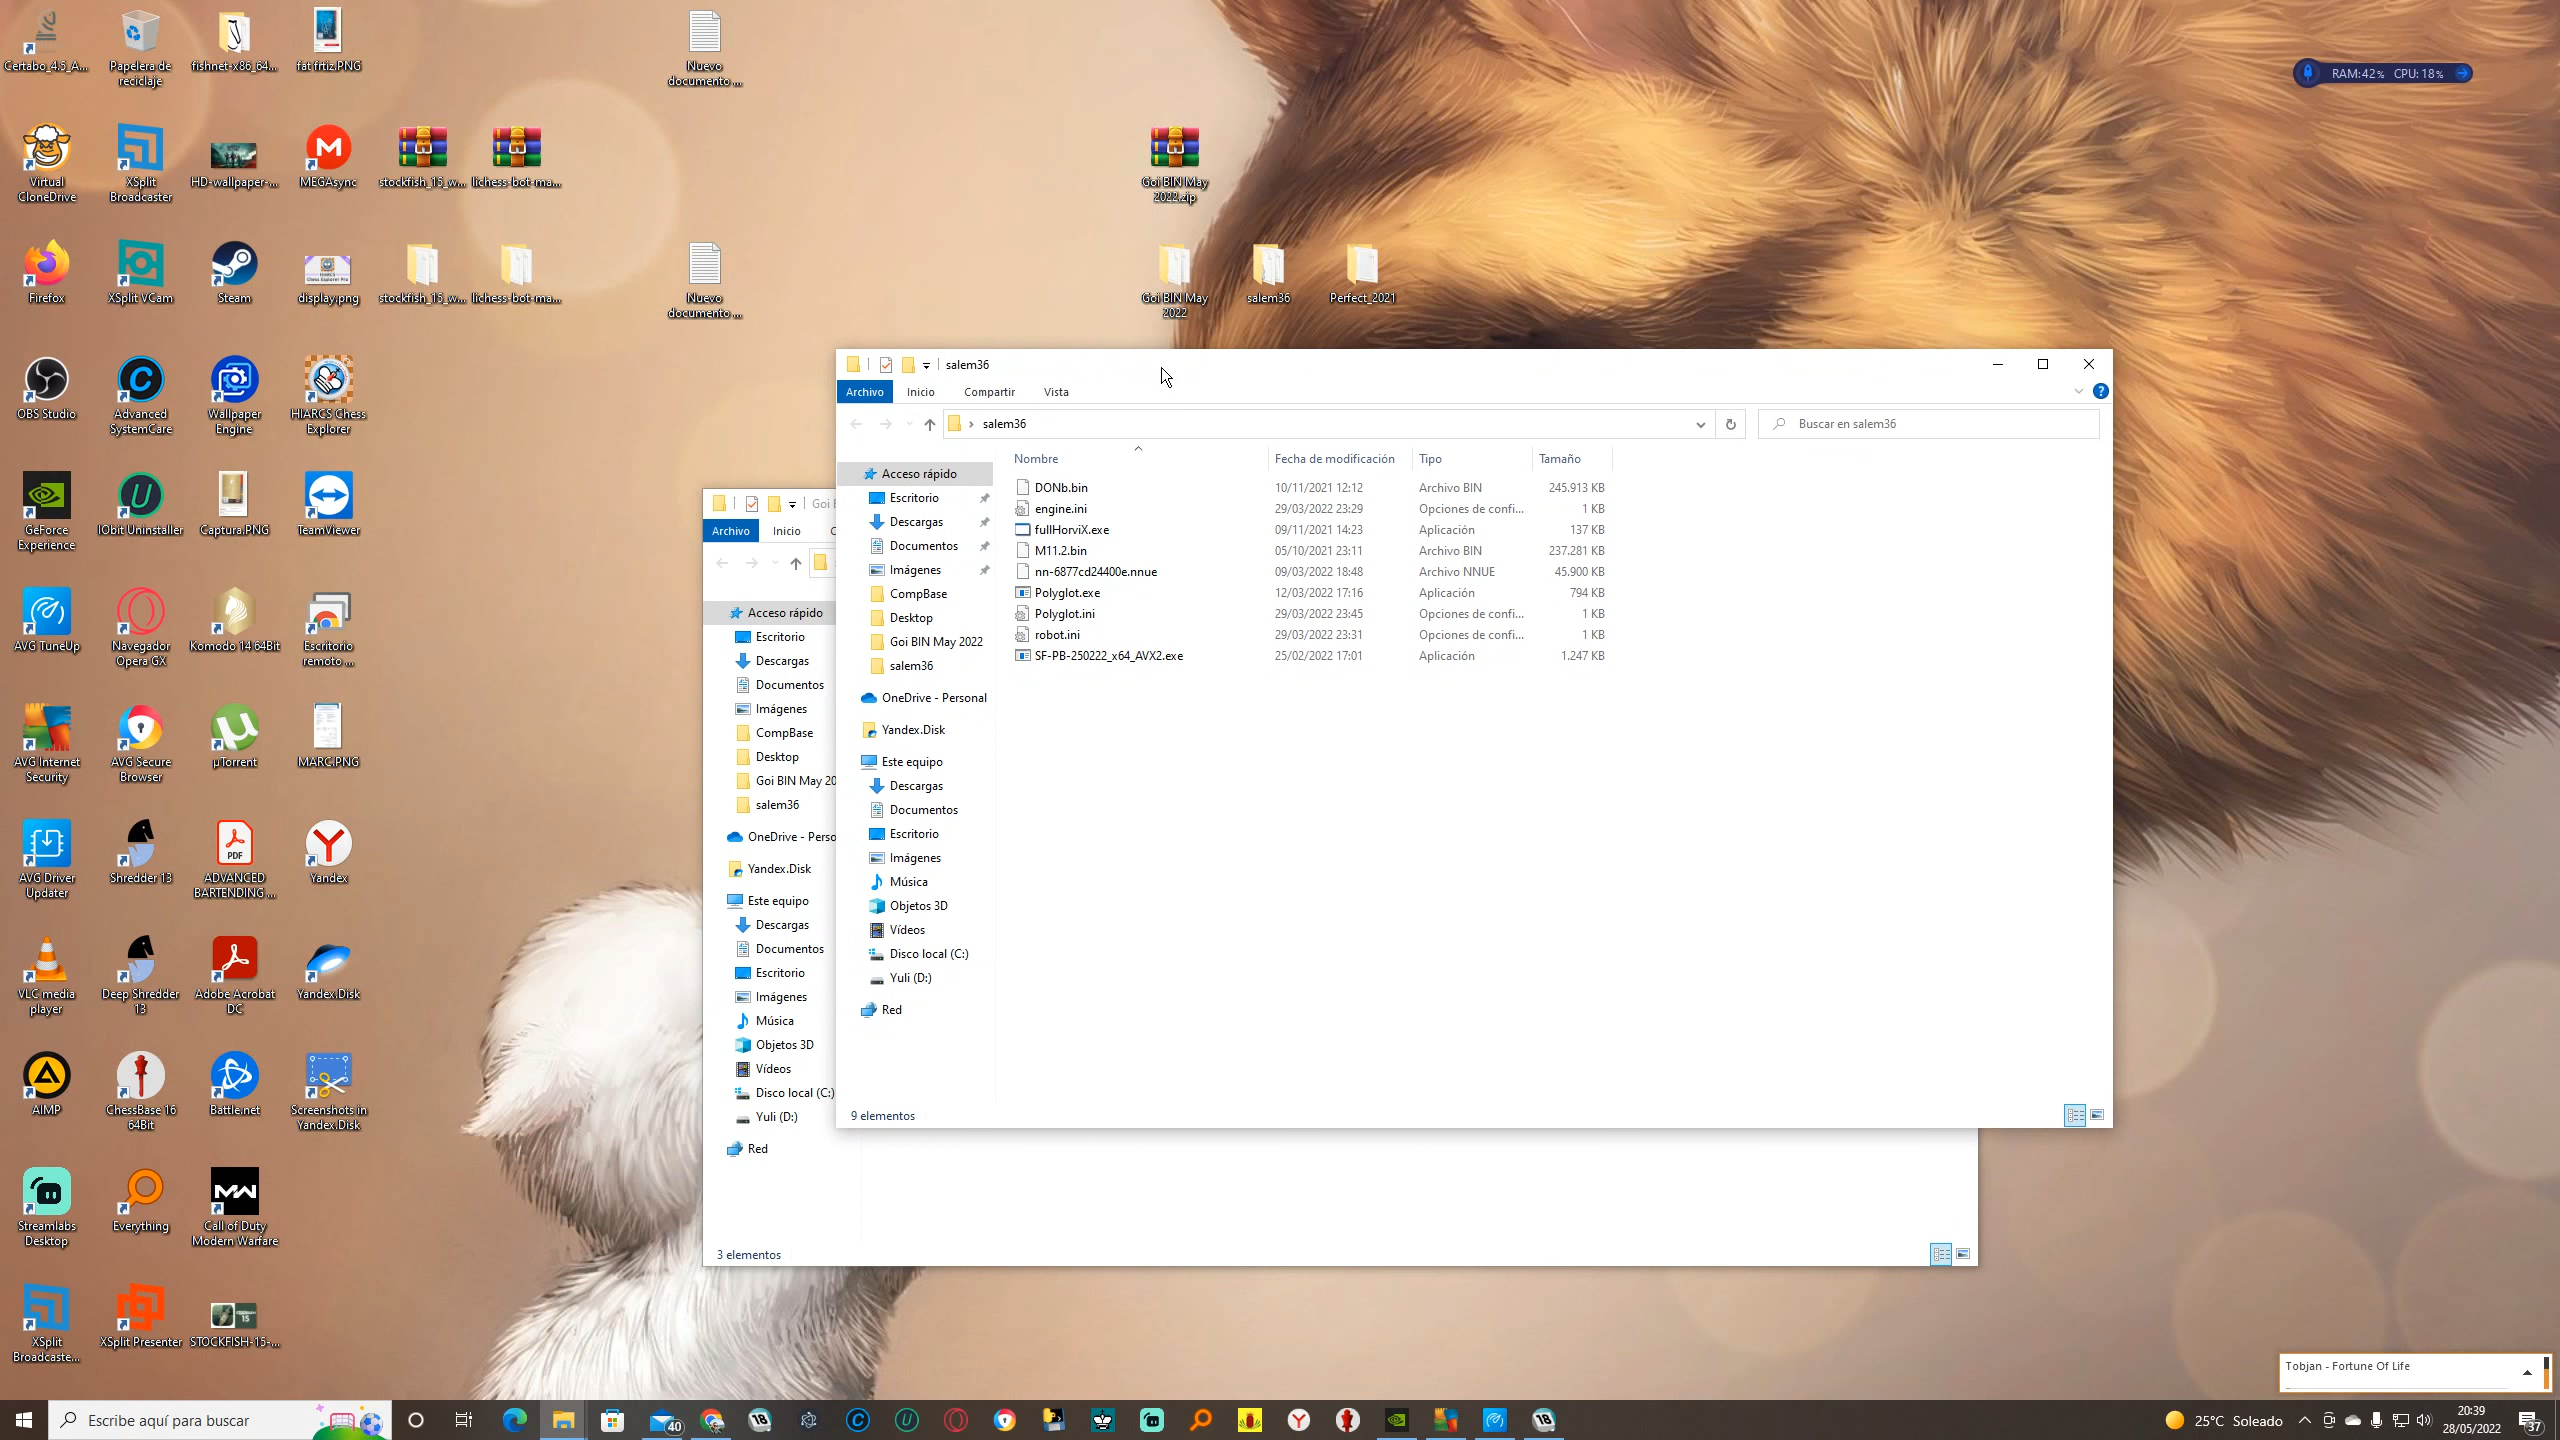 Certabo_4.5_A...
Papelera de
reciclaje
fishnet-x86_64...
fat frtiz.PNG
Nuevo
documento ...
RAM:42% CPU: 18%
Virtual
CloneDrive
XSplit
Broadcaster
HD-wallpaper-...
MEGAsync
stockfish_15_w...
lichess-bot-ma...
Goi BIN May
2022.zip
Firefox
XSplit VCam
Steam
display.png
stockfish_15_w...
lichess-bot-ma...
Nuevo
documento ...
Goi BIN May
2022
salem36
Perfect_2021
OBS Studio
Advanced
SystemCare
Wallpaper
Engine
HIARCS Chess
Explorer
GeForce
Experience
IObit Uninstaller
Captura.PNG
TeamViewer
AVG TuneUp
Navegador
Opera GX
Komodo 14 64Bit
Escritorio
remoto ...
AVG Internet
Security
AVG Secure
Browser
µTorrent
MARC.PNG
AVG Driver
Updater
Shredder 13
PDF
ADVANCED
BARTENDING ...
Yandex
VLC media
player
Deep Shredder
13
Adobe Acrobat
DC
Yandex.Disk
AIMP
ChessBase 16
64Bit
Battle.net
Screenshots in
Yandex.Disk
Streamlabs
Desktop
Everything
Call of Duty
Modern Warfare
XSplit
Broadcaste...
XSplit Presenter
STOCKFISH-15-...
salem36
Archivo
Inicio
Compartir
Vista
salem36
Buscar en salem36
Nombre
Fecha de modificación
Tipo
Tamaño
DONb.bin 10/11/2021 12:12 Archivo BIN 245.913 KB
engine.ini 29/03/2022 23:29 Opciones de confi... 1 KB
fullHorviX.exe 09/11/2021 14:23 Aplicación 137 KB
M11.2.bin 05/10/2021 23:11 Archivo BIN 237.281 KB
nn-6877cd24400e.nnue 09/03/2022 18:48 Archivo NNUE 45.900 KB
Polyglot.exe 12/03/2022 17:16 Aplicación 794 KB
Polyglot.ini 29/03/2022 23:45 Opciones de confi... 1 KB
robot.ini 29/03/2022 23:31 Opciones de confi... 1 KB
SF-PB-250222_x64_AVX2.exe 25/02/2022 17:01 Aplicación 1.247 KB
Acceso rápido
Escritorio
Descargas
Documentos
Imágenes
CompBase
Desktop
Goi BIN May 2022
salem36
OneDrive - Personal
Yandex.Disk
Este equipo
Descargas
Documentos
Escritorio
Imágenes
Música
Objetos 3D
Vídeos
Disco local (C:)
Yuli (D:)
Red
9 elementos
Goi
Archivo
Inicio
Acceso rápido
Escritorio
Descargas
Documentos
Imágenes
CompBase
Desktop
Goi BIN May 20
salem36
OneDrive - Perso
Yandex.Disk
Este equipo
Descargas
Documentos
Escritorio
Imágenes
Música
Objetos 3D
Vídeos
Disco local (C:)
Yuli (D:)
Red
3 elementos
Tobjan - Fortune Of Life
Escribe aquí para buscar
40
25°C Soleado
20:39
28/05/2022
37